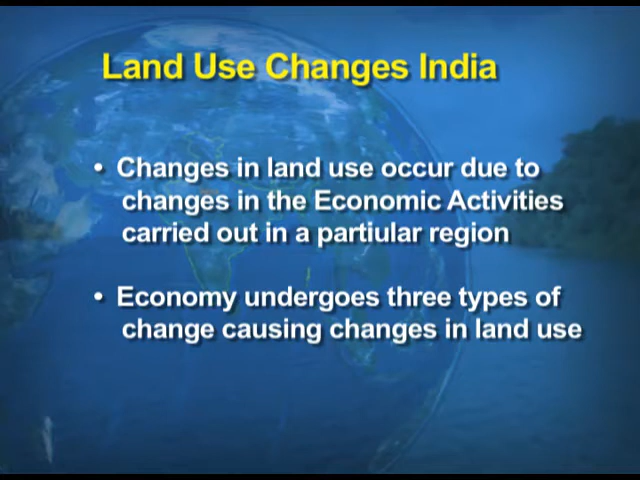 Land Use Changes India
• Changes in land use occur due to
changes in the Economic Activities
carried out in a partiular region
• Economy undergoes three types of
change causing changes in land use